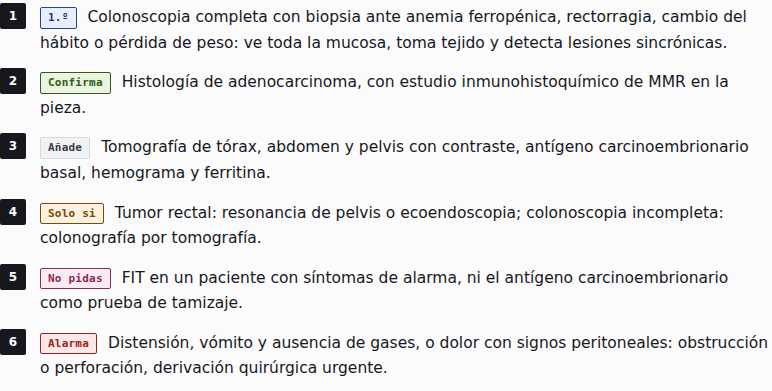 1 1.º Colonoscopia completa con biopsia ante anemia ferropénica, rectorragia, cambio del
hábito o pérdida de peso: ve toda la mucosa, toma tejido y detecta lesiones sincrónicas.
2 Confirma Histología de adenocarcinoma, con estudio inmunohistoquímico de MMR en la
pieza.
3 Añade Tomografía de tórax, abdomen y pelvis con contraste, antígeno carcinoembrionario
basal, hemograma y ferritina.
4 Solo si Tumor rectal: resonancia de pelvis o ecoendoscopia; colonoscopia incompleta:
colonografía por tomografía.
5 No pidas FIT en un paciente con síntomas de alarma, ni el antígeno carcinoembrionario
como prueba de tamizaje.
6 Alarma Distensión, vómito y ausencia de gases, o dolor con signos peritoneales: obstrucción
o perforación, derivación quirúrgica urgente.